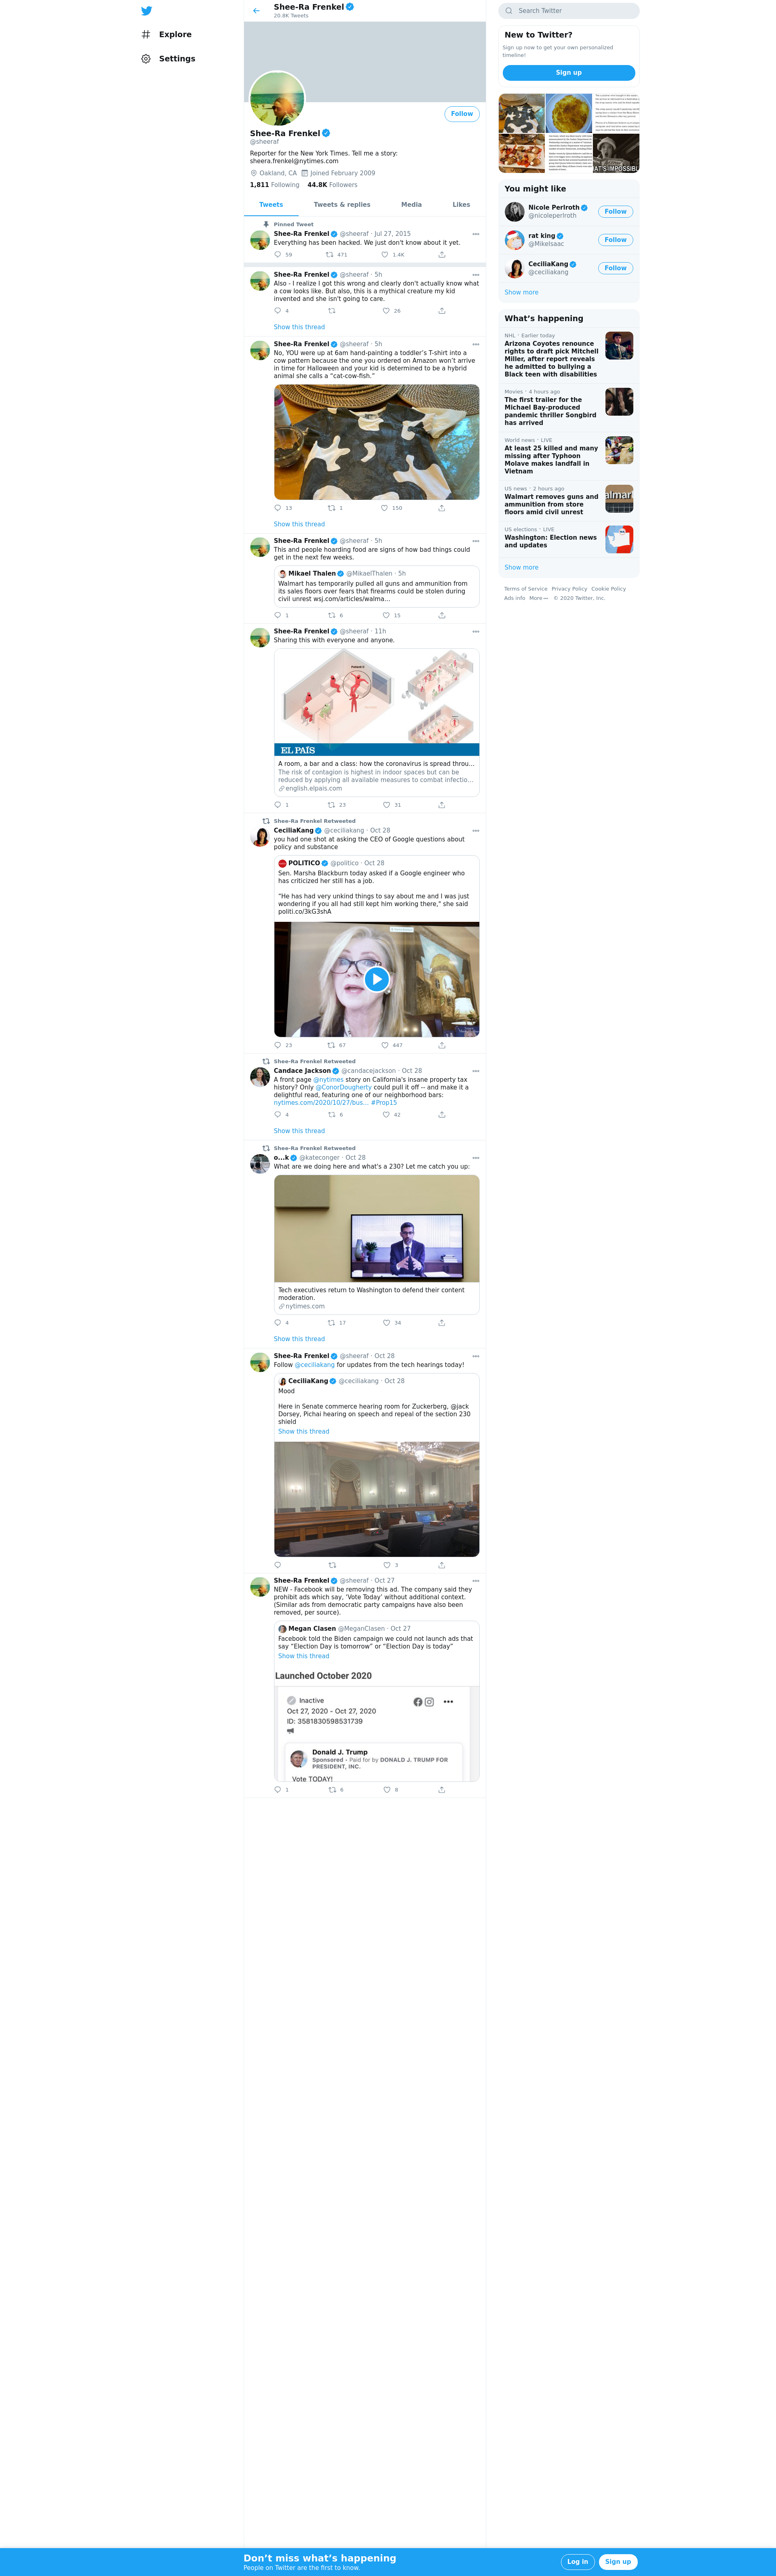 Explore
Settings
Shee-Ra Frenkel
20.8K Tweets
Follow
Shee-Ra Frenkel
@sheeraf
Reporter for the New York Times. Tell me a story:
sheera.frenkel@nytimes.com
Oakland, CA Joined February 2009
1,811 Following 44.8K Followers
Tweets Tweets & replies Media Likes
Pinned Tweet
Shee-Ra Frenkel @sheeraf · Jul 27, 2015
Everything has been hacked. We just don't know about it yet.
59 471 1.4K
Shee-Ra Frenkel @sheeraf · 5h
Also - I realize I got this wrong and clearly don't actually know what
a cow looks like. But also, this is a mythical creature my kid
invented and she isn't going to care.
4 26
Show this thread
Shee-Ra Frenkel @sheeraf · 5h
No, YOU were up at 6am hand-painting a toddler’s T-shirt into a
cow pattern because the one you ordered on Amazon won’t arrive
in time for Halloween and your kid is determined to be a hybrid
animal she calls a “cat-cow-fish.”
13 1 150
Show this thread
Shee-Ra Frenkel @sheeraf · 5h
This and people hoarding food are signs of how bad things could
get in the next few weeks.
Mikael Thalen @MikaelThalen · 5h
Walmart has temporarily pulled all guns and ammunition from
its sales floors over fears that firearms could be stolen during
civil unrest wsj.com/articles/walma…
1 6 15
Shee-Ra Frenkel @sheeraf · 11h
Sharing this with everyone and anyone.
EL PAÍS
A room, a bar and a class: how the coronavirus is spread throu…
The risk of contagion is highest in indoor spaces but can be
reduced by applying all available measures to combat infectio…
english.elpais.com
1 23 31
Shee-Ra Frenkel Retweeted
CeciliaKang @ceciliakang · Oct 28
you had one shot at asking the CEO of Google questions about
policy and substance
POLITICO @politico · Oct 28
Sen. Marsha Blackburn today asked if a Google engineer who
has criticized her still has a job.
"He has had very unkind things to say about me and I was just
wondering if you all had still kept him working there," she said
politi.co/3kG3shA
23 67 447
Shee-Ra Frenkel Retweeted
Candace Jackson @candacejackson · Oct 28
A front page @nytimes story on California's insane property tax
history? Only @ConorDougherty could pull it off -- and make it a
delightful read, featuring one of our neighborhood bars:
nytimes.com/2020/10/27/bus… #Prop15
4 6 42
Show this thread
Shee-Ra Frenkel Retweeted
o...k @kateconger · Oct 28
What are we doing here and what's a 230? Let me catch you up:
Tech executives return to Washington to defend their content
moderation.
nytimes.com
4 17 34
Show this thread
Shee-Ra Frenkel @sheeraf · Oct 28
Follow @ceciliakang for updates from the tech hearings today!
CeciliaKang @ceciliakang · Oct 28
Mood
Here in Senate commerce hearing room for Zuckerberg, @jack
Dorsey, Pichai hearing on speech and repeal of the section 230
shield
Show this thread
3
Shee-Ra Frenkel @sheeraf · Oct 27
NEW - Facebook will be removing this ad. The company said they
prohibit ads which say, ‘Vote Today’ without additional context.
(Similar ads from democratic party campaigns have also been
removed, per source).
Megan Clasen @MeganClasen · Oct 27
Facebook told the Biden campaign we could not launch ads that
say “Election Day is tomorrow” or “Election Day is today”
Show this thread
Launched October 2020
Inactive
Oct 27, 2020 - Oct 27, 2020
ID: 3581830598531739
Donald J. Trump
Sponsored • Paid for by DONALD J. TRUMP FOR
PRESIDENT, INC.
Vote TODAY!
1 6 8
Search Twitter
New to Twitter?
Sign up now to get your own personalized
timeline!
Sign up
You might like
Nicole Perlroth
@nicoleperlroth
Follow
rat king
@MikeIsaac
Follow
CeciliaKang
@ceciliakang
Follow
Show more
What’s happening
NHL · Earlier today
Arizona Coyotes renounce
rights to draft pick Mitchell
Miller, after report reveals
he admitted to bullying a
Black teen with disabilities
Movies · 4 hours ago
The first trailer for the
Michael Bay-produced
pandemic thriller Songbird
has arrived
World news · LIVE
At least 25 killed and many
missing after Typhoon
Molave makes landfall in
Vietnam
US news · 2 hours ago
Walmart removes guns and
ammunition from store
floors amid civil unrest
US elections · LIVE
Washington: Election news
and updates
Show more
Terms of Service Privacy Policy Cookie Policy
Ads info More © 2020 Twitter, Inc.
Don’t miss what’s happening
People on Twitter are the first to know.
Log in Sign up